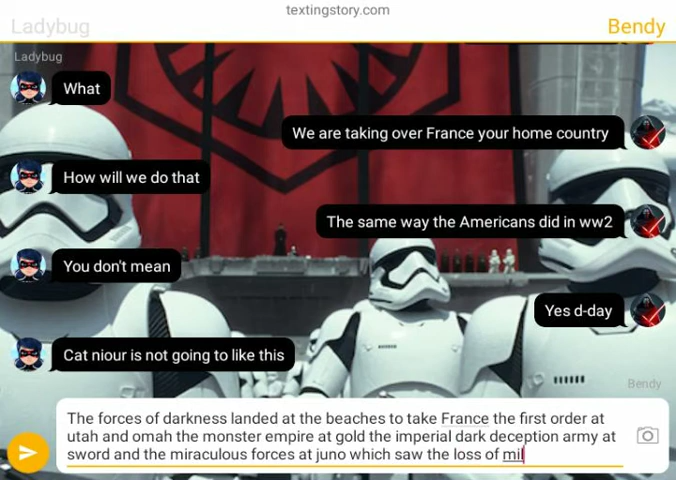 textingstory.com
Ladybug
Bendy
Ladybug
What
We are taking over France your home country
How will we do that
The same way the Americans did in ww2
You don't mean
Yes d-day
Cat niour is not going to like this
Bendy
The forces of darkness landed at the beaches to take France the first order at
utah and omah the monster empire at gold the imperial dark deception army at
sword and the miraculous forces at juno which saw the loss of mil